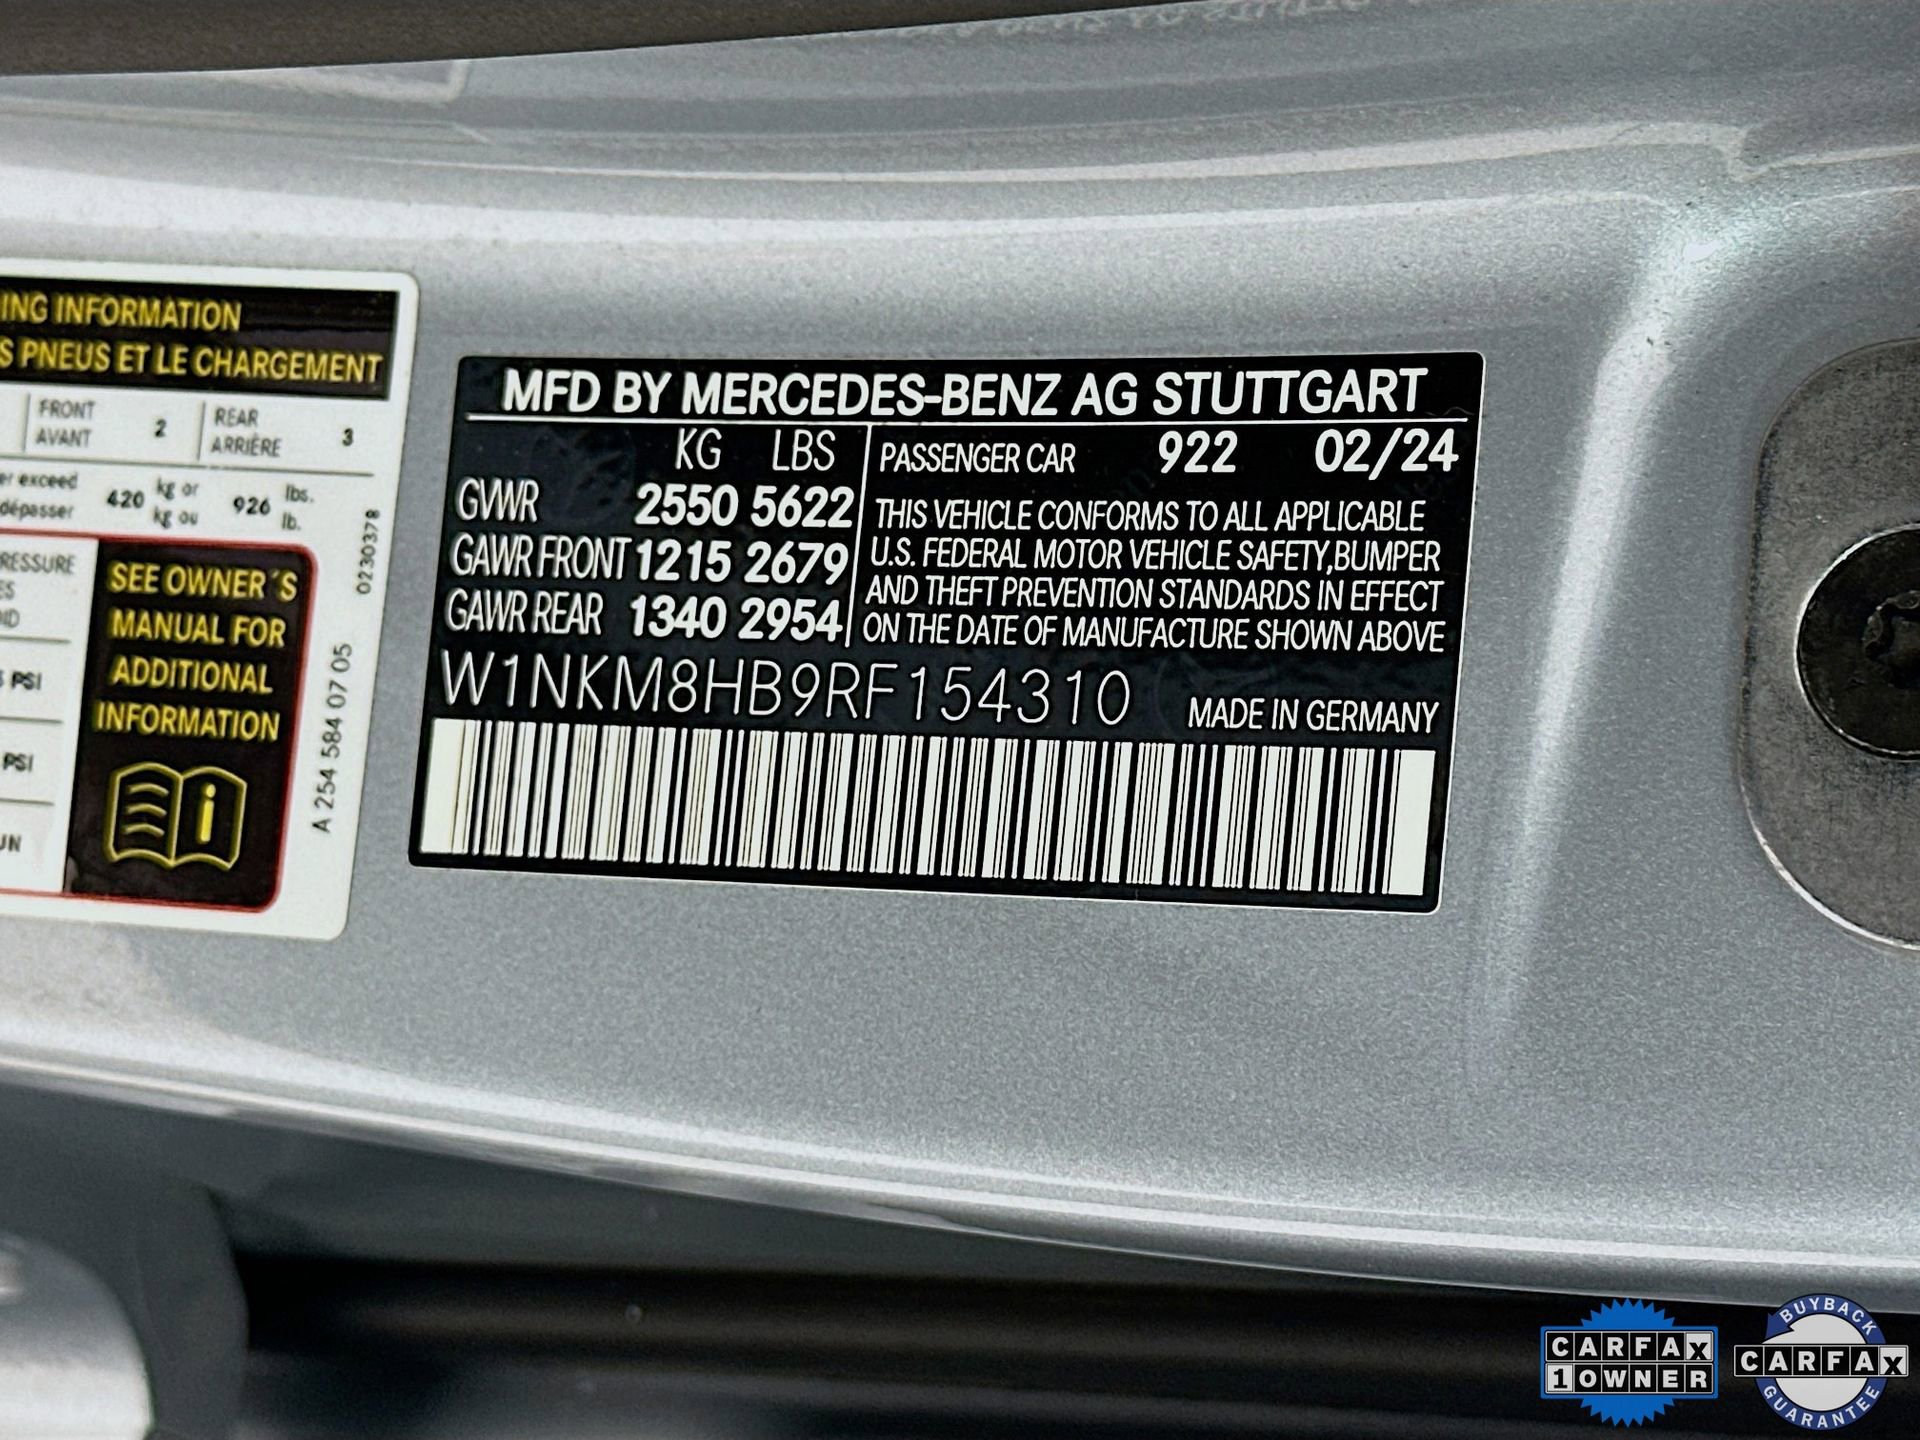 ING INFORMATION
S PNEUS ET LE CHARGEMENT
FRONT
AVANT
2
REAR
ARRIÈRE
3
er exceed
dépasser
420
kg or
kg ou
926
lbs.
lb.
RESSURE
ES
OID
PSI
PSI
UN
SEE OWNER´S
MANUAL FOR
ADDITIONAL
INFORMATION
i
0230378
A 254 584 07 05
MFD BY MERCEDES-BENZ AG STUTTGART
KG LBS
GVWR 2550 5622
GAWR FRONT 1215 2679
GAWR REAR 1340 2954
PASSENGER CAR 922 02/24
THIS VEHICLE CONFORMS TO ALL APPLICABLE
U.S. FEDERAL MOTOR VEHICLE SAFETY,BUMPER
AND THEFT PREVENTION STANDARDS IN EFFECT
ON THE DATE OF MANUFACTURE SHOWN ABOVE
W1NKM8HB9RF154310
MADE IN GERMANY
CARFAX
1 OWNER
BUYBACK
CARFAX
GUARANTEE